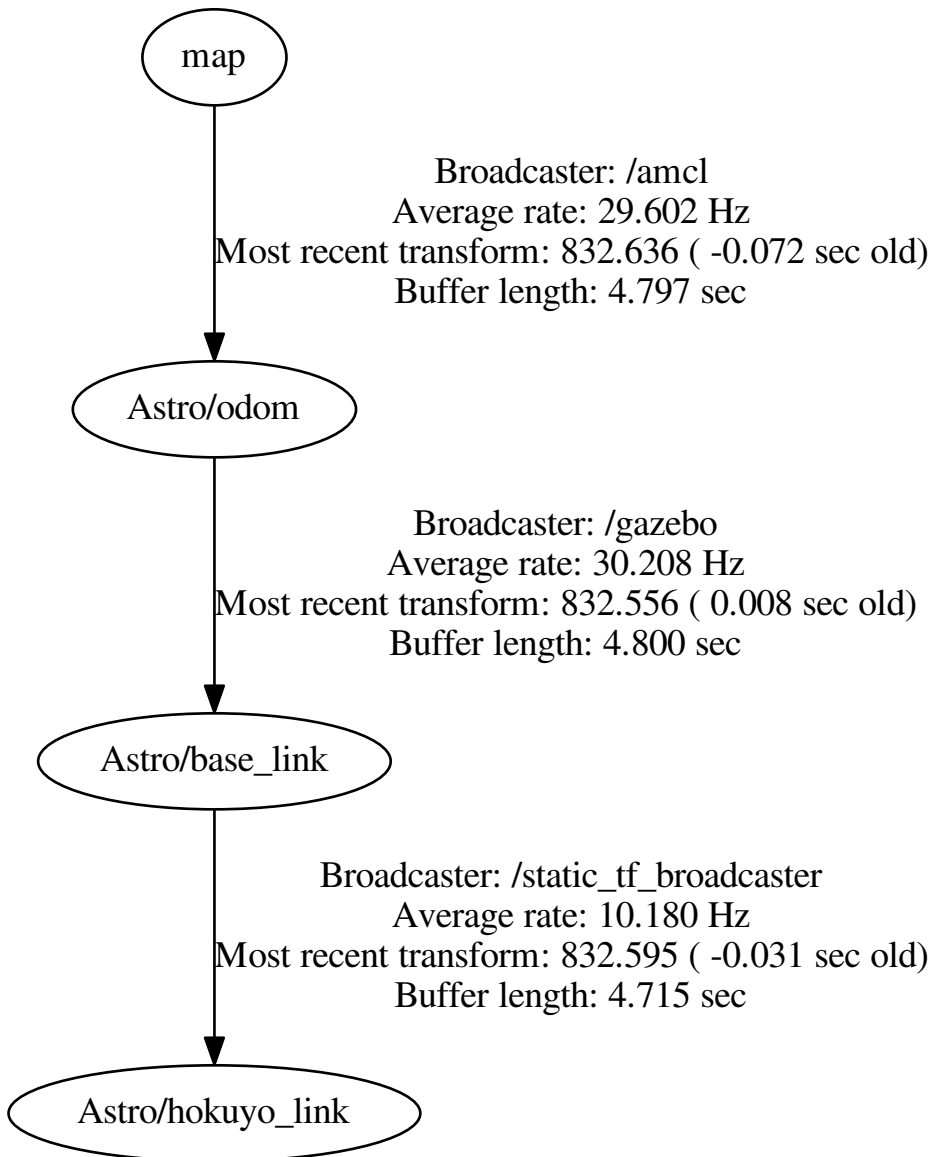 map
Broadcaster: /amcl
Average rate: 29.602 Hz
Most recent transform: 832.636 ( -0.072 sec old)
Buffer length: 4.797 sec
Astro/odom
Broadcaster: /gazebo
Average rate: 30.208 Hz
Most recent transform: 832.556 ( 0.008 sec old)
Buffer length: 4.800 sec
Astro/base_link
Broadcaster: /static_tf_broadcaster
Average rate: 10.180 Hz
Most recent transform: 832.595 ( -0.031 sec old)
Buffer length: 4.715 sec
Astro/hokuyo_link